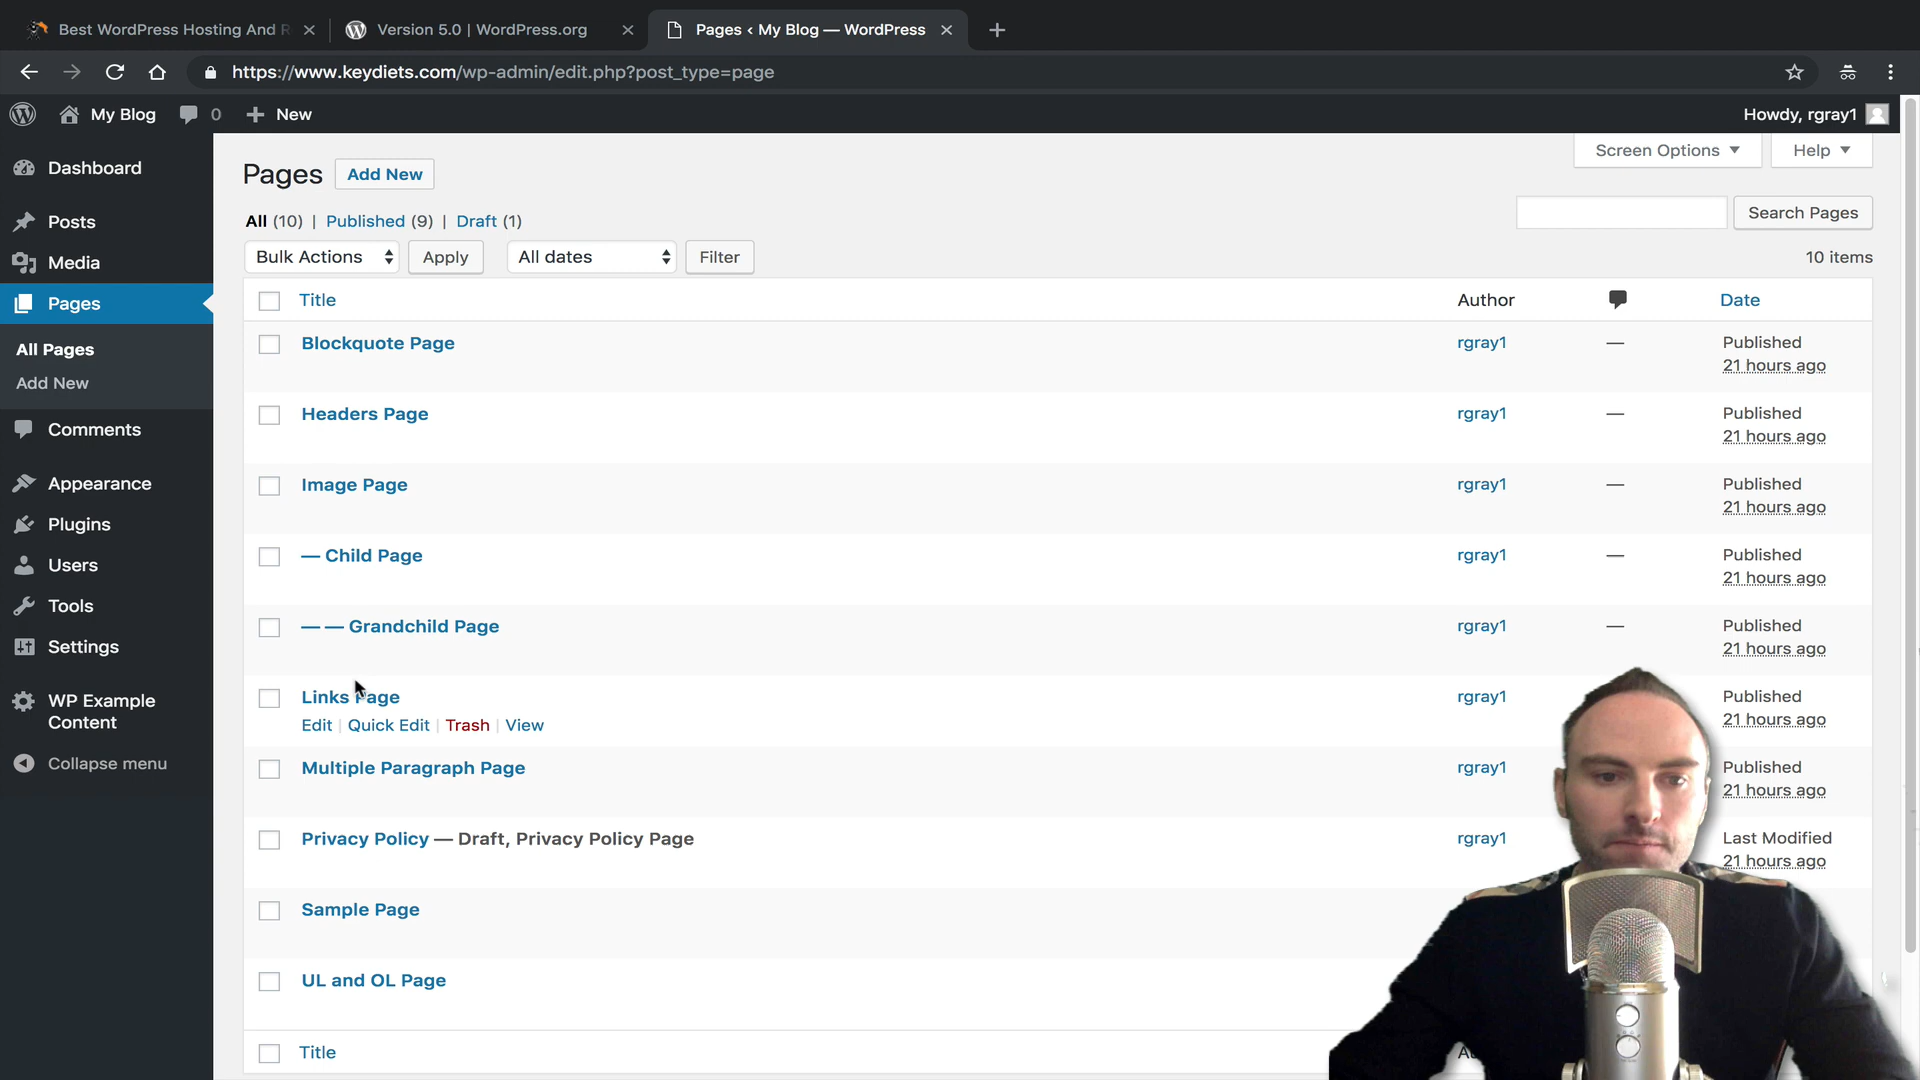 Best WordPress Hosting And R
Version 5.0 | WordPress.org
Pages ‹ My Blog — WordPress
https://www.keydiets.com/wp-admin/edit.php?post_type=page
My Blog 0 New Howdy, rgray1
Dashboard
Posts
Media
Pages
All Pages
Add New
Comments
Appearance
Plugins
Users
Tools
Settings
WP Example
Content
Collapse menu
Screen Options Help
Pages Add New
All (10) | Published (9) | Draft (1)
Search Pages
Bulk Actions Apply All dates Filter 10 items
Title Author Date
Blockquote Page rgray1 — Published
21 hours ago
Headers Page rgray1 — Published
21 hours ago
Image Page rgray1 — Published
21 hours ago
— Child Page rgray1 — Published
21 hours ago
— — Grandchild Page rgray1 — Published
21 hours ago
Links Page rgray1 Published
21 hours ago
Edit | Quick Edit | Trash | View
Multiple Paragraph Page rgray1 Published
21 hours ago
Privacy Policy — Draft, Privacy Policy Page rgray1 Last Modified
21 hours ago
Sample Page
UL and OL Page
Title